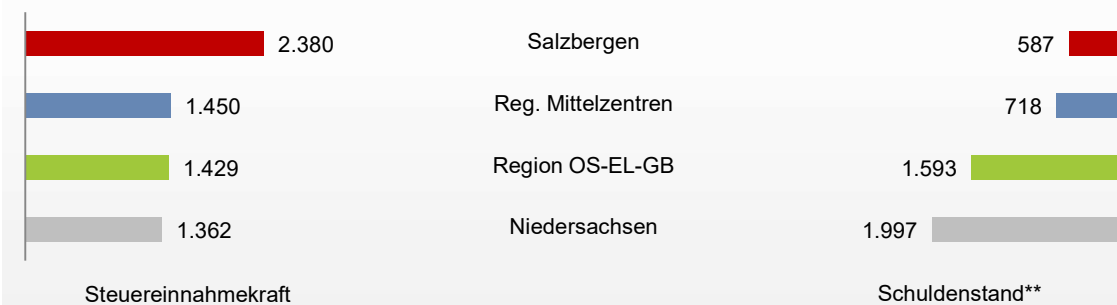 2.380 Salzbergen 587
1.450 Reg. Mittelzentren 718
1.429 Region OS-EL-GB 1.593
1.362 Niedersachsen 1.997
Steuereinnahmekraft Schuldenstand**